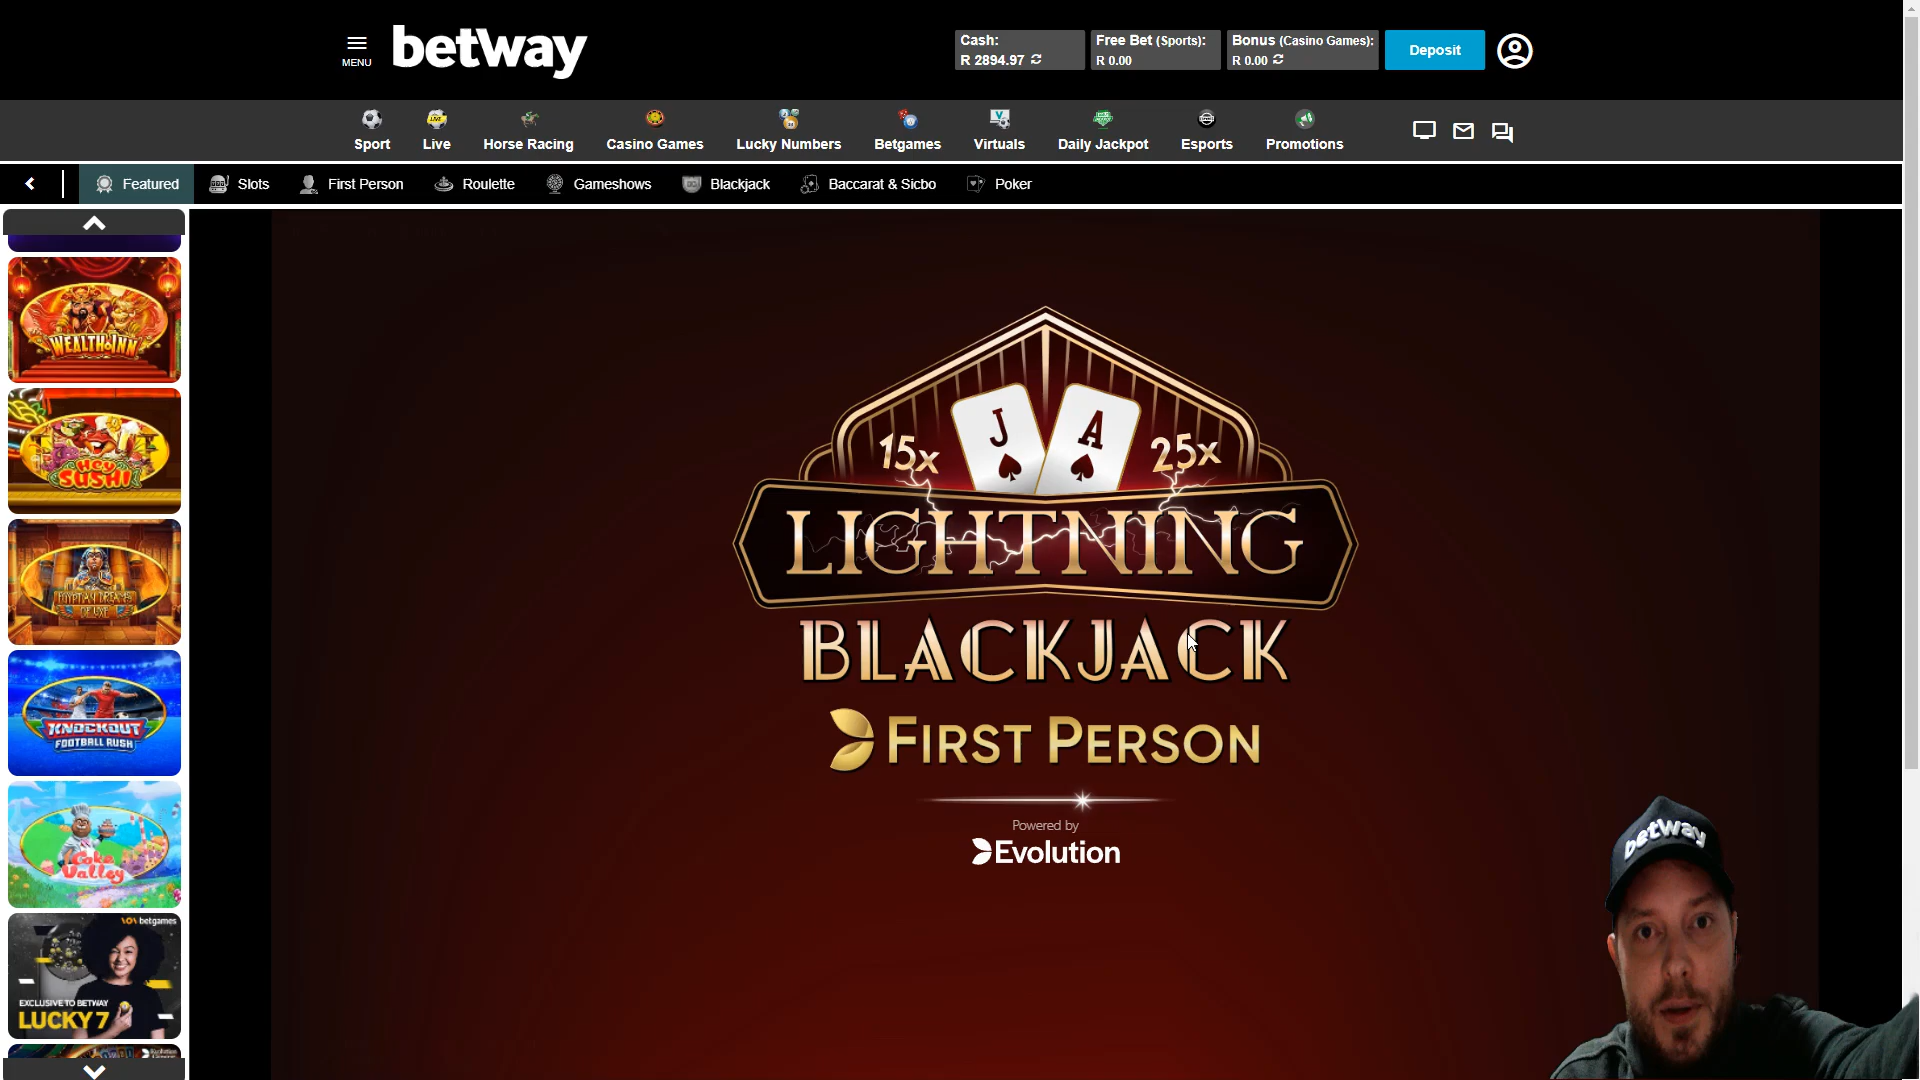 MENU
betway
Cash:
R 2894.97
Free Bet (Sports):
R 0.00
Bonus (Casino Games):
R 0.00
Deposit
Sport
Live
Horse Racing
Casino Games
Lucky Numbers
Betgames
Virtuals
Daily Jackpot
Esports
Promotions
Featured
Slots
First Person
Roulette
Gameshows
Blackjack
Baccarat & Sicbo
Poker
WEALTH INN
HEY
SUSHI
EGYPTIAN DREAMS
DELUXE
KNOCKOUT
FOOTBALL RUSH
Cake
Valley
betgames
EXCLUSIVE TO BETWAY
LUCKY 7
J
A
15x
25x
LIGHTNING
BLACKJACK
FIRST PERSON
Powered by
Evolution
betway